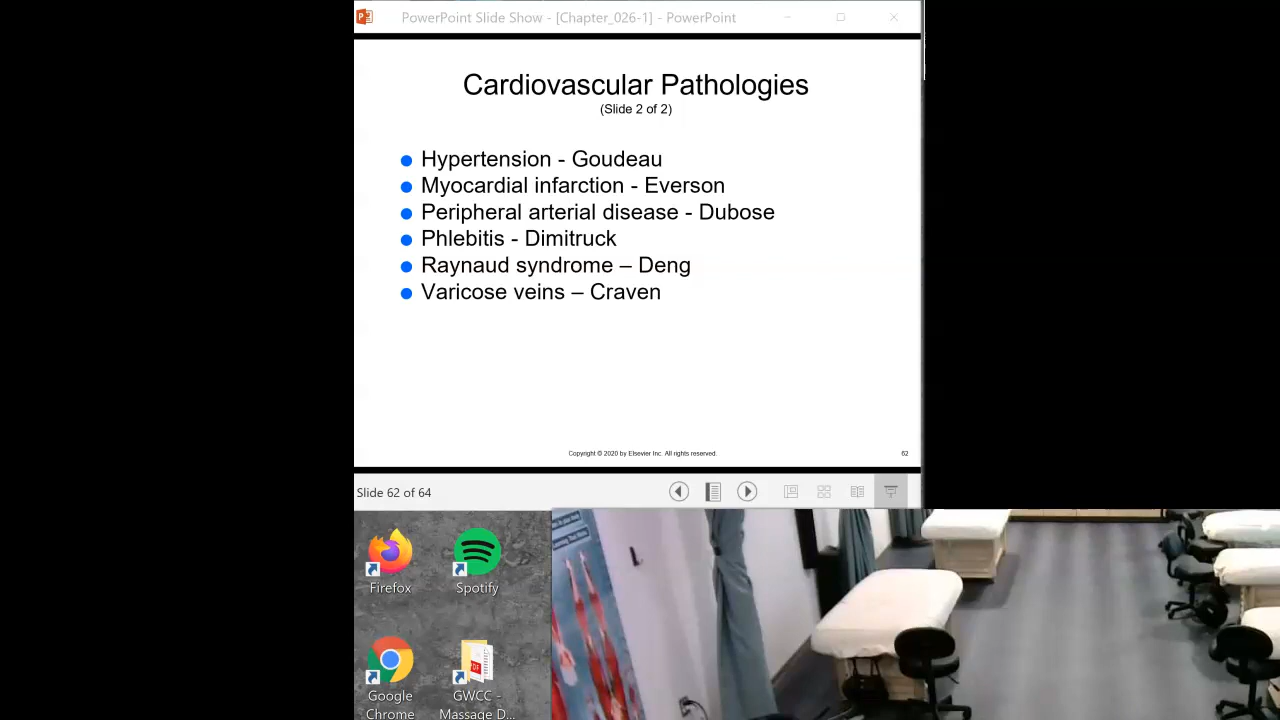 PowerPoint Slide Show - [Chapter_026-1] - PowerPoint
Cardiovascular Pathologies
(Slide 2 of 2)
Hypertension - Goudeau
Myocardial infarction - Everson
Peripheral arterial disease - Dubose
Phlebitis - Dimitruck
Raynaud syndrome – Deng
Varicose veins – Craven
Copyright © 2020 by Elsevier Inc. All rights reserved.
62
Slide 62 of 64
Firefox
Spotify
Google
Chrome
GWCC -
Massage D...